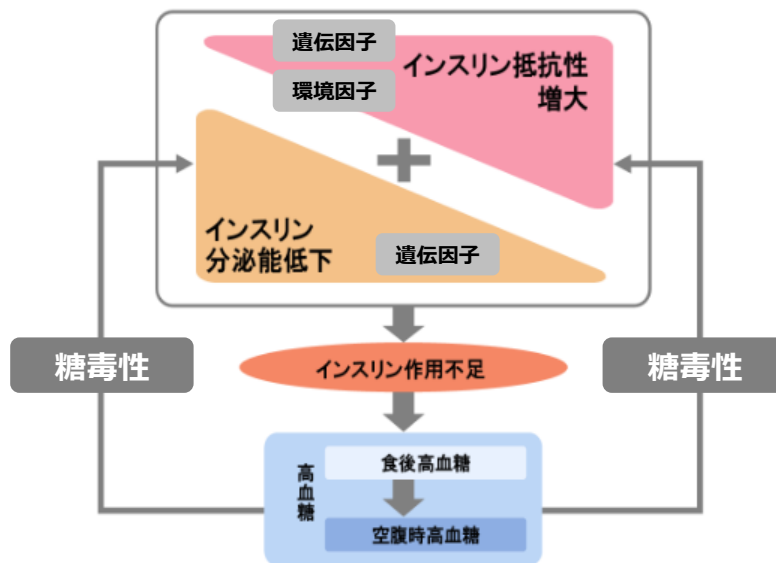 遺伝因子
インスリン抵抗性
増大
環境因子
インスリン
分泌能低下
遺伝因子
糖毒性
インスリン作用不足
糖毒性
高血糖
食後高血糖
空腹時高血糖